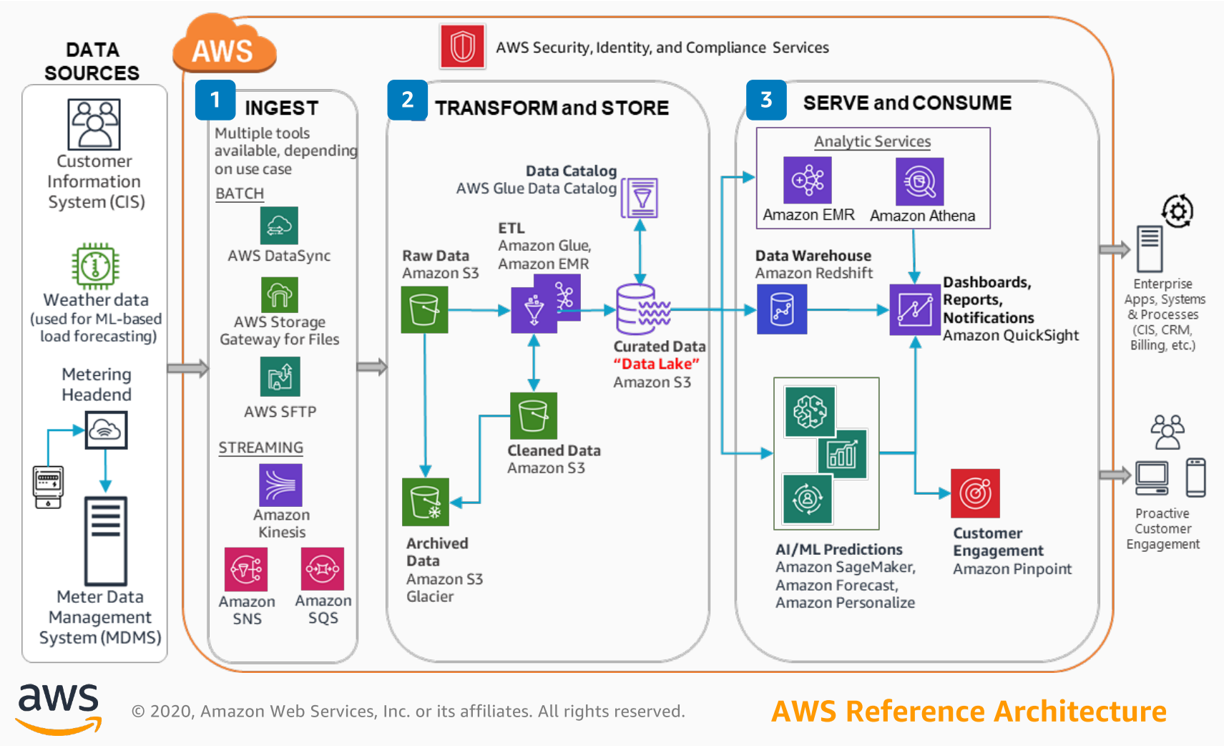 DATA
SOURCES
Customer
Information
System (CIS)
Weather data
(used for ML-based
load forecasting)
Metering
Headend
Meter Data
Management
System (MDMS)
AWS
AWS Security, Identity, and Compliance Services
1
INGEST
Multiple tools
available, depending
on use case
BATCH
AWS DataSync
AWS Storage
Gateway for Files
AWS SFTP
STREAMING
Amazon
Kinesis
Amazon
SNS
Amazon
SQS
2
TRANSFORM and STORE
Data Catalog
AWS Glue Data Catalog
ETL
Amazon Glue,
Amazon EMR
Raw Data
Amazon S3
Curated Data
“Data Lake”
Amazon S3
Cleaned Data
Amazon S3
Archived
Data
Amazon S3
Glacier
3
SERVE and CONSUME
Analytic Services
Amazon EMR
Amazon Athena
Data Warehouse
Amazon Redshift
Dashboards,
Reports,
Notifications
Amazon QuickSight
AI/ML Predictions
Amazon SageMaker,
Amazon Forecast,
Amazon Personalize
Customer
Engagement
Amazon Pinpoint
Enterprise
Apps, Systems
& Processes
(CIS, CRM,
Billing, etc.)
Proactive
Customer
Engagement
aws
© 2020, Amazon Web Services, Inc. or its affiliates. All rights reserved.
AWS Reference Architecture